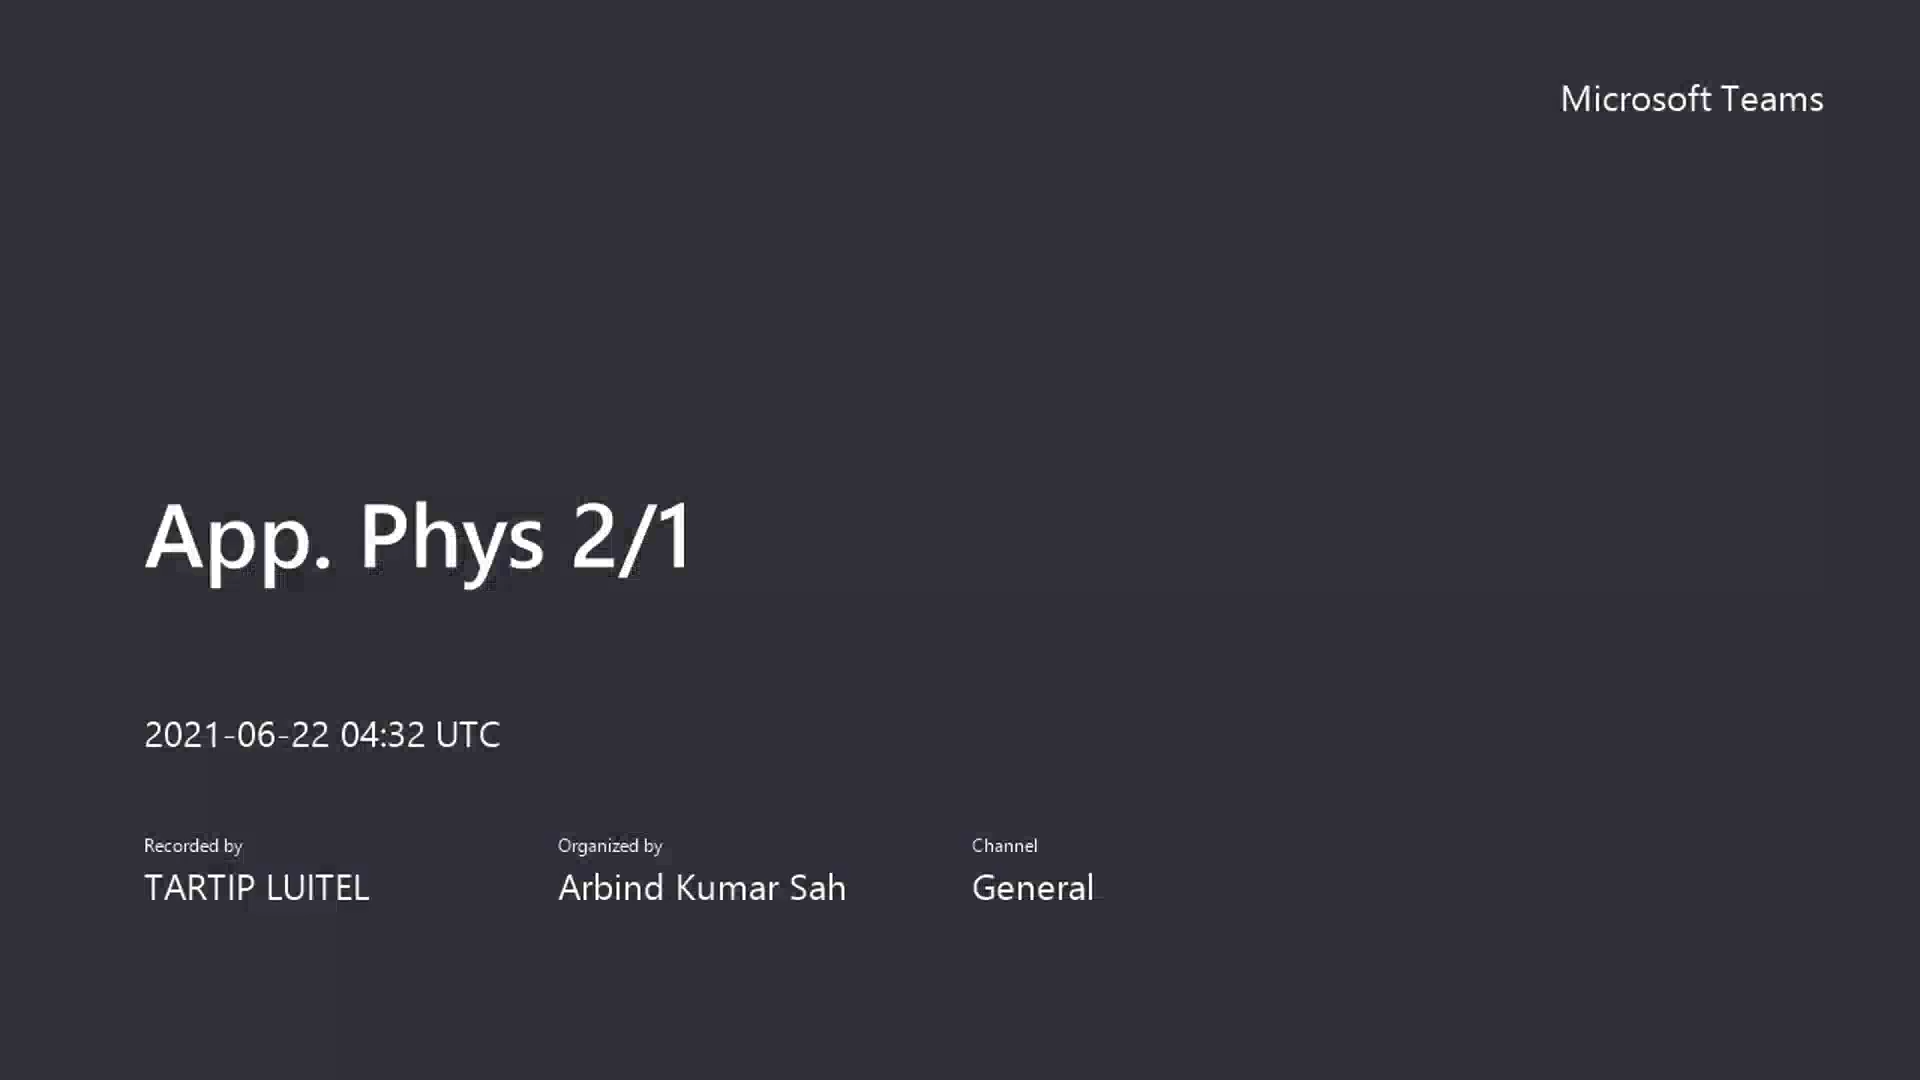 Microsoft Teams
App. Phys 2/1
2021-06-22 04:32 UTC
Recorded by
TARTIP LUITEL
Organized by
Arbind Kumar Sah
Channel
General